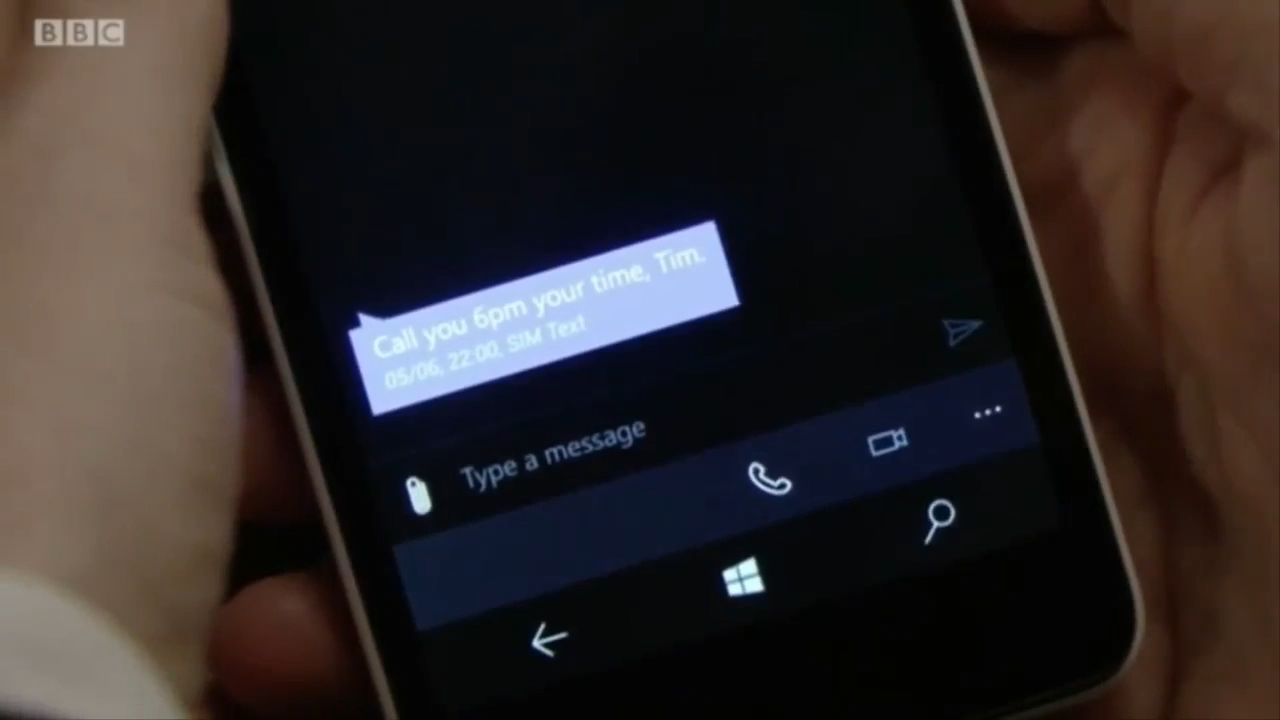 BBC
Call you 6pm your time, Tim.
05/06, 22:00, SIM Text
Type a message